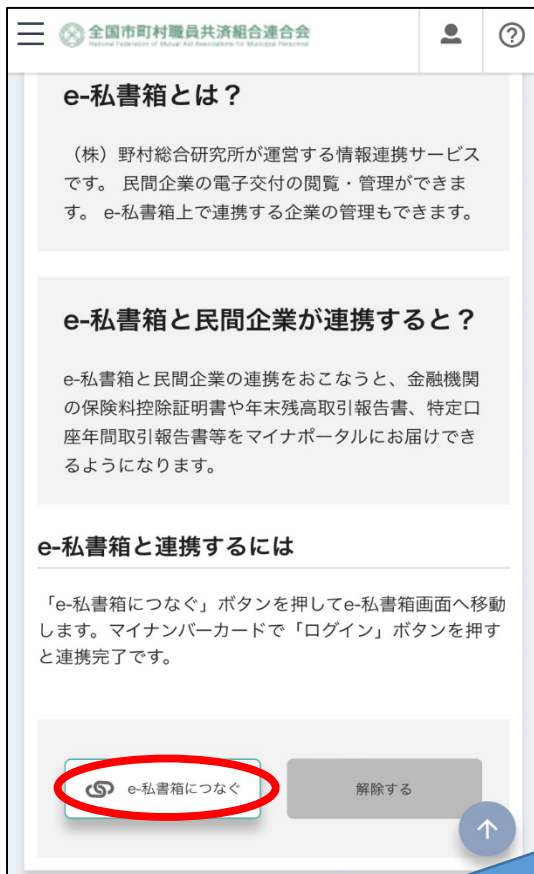 全国市町村職員共済組合連合会
National Federation of Mutual Aid Associations for Municipal Personnel
e-私書箱とは？
（株）野村総合研究所が運営する情報連携サービス
です。 民間企業の電子交付の閲覧・管理ができま
す。 e-私書箱上で連携する企業の管理もできます。
e-私書箱と民間企業が連携すると？
e-私書箱と民間企業の連携をおこなうと、金融機関
の保険料控除証明書や年末残高取引報告書、特定口
座年間取引報告書等をマイナポータルにお届けでき
るようになります。
e-私書箱と連携するには
「e-私書箱につなぐ」ボタンを押してe-私書箱画面へ移動
します。マイナンバーカードで「ログイン」ボタンを押す
と連携完了です。
e-私書箱につなぐ
解除する